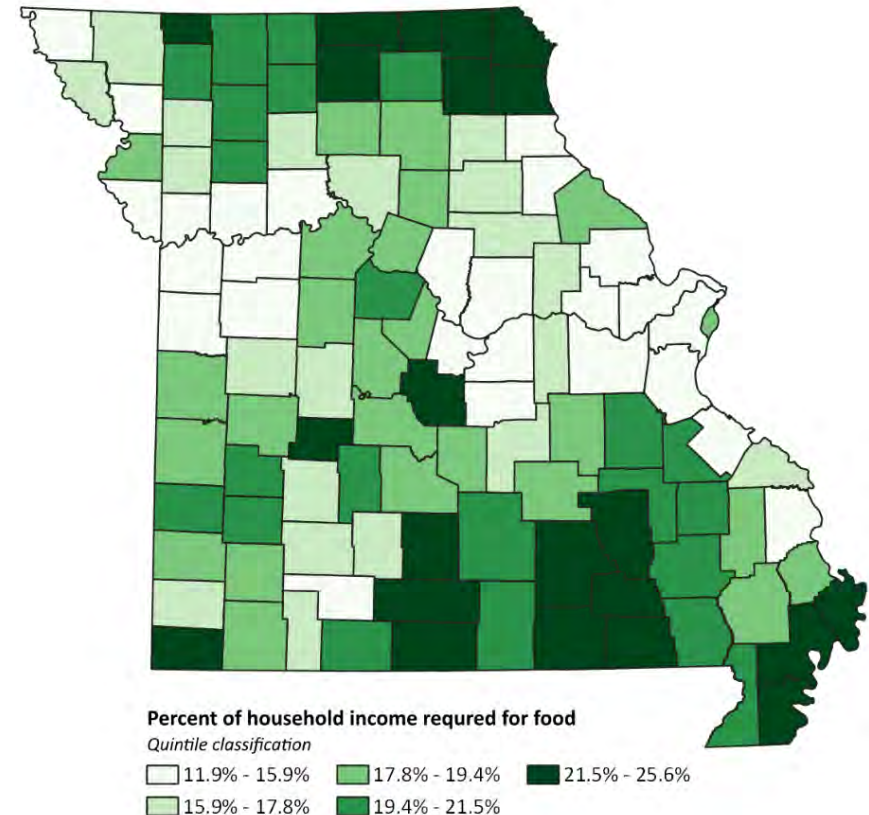 Percent of household income requred for food
Quintile classification
11.9% - 15.9% 17.8% - 19.4% 21.5% - 25.6%
15.9% - 17.8% 19.4% - 21.5%